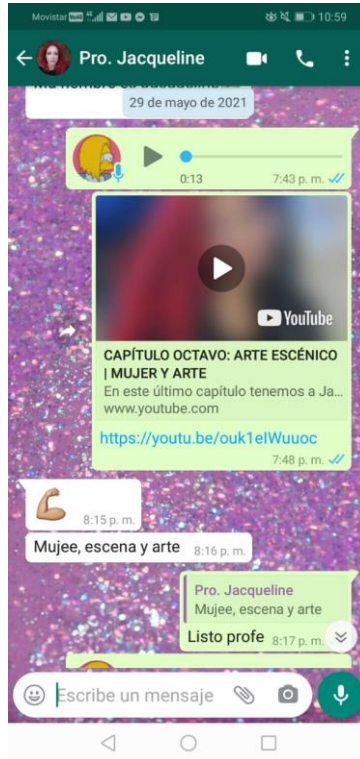 Movistar 10:59
Pro. Jacqueline
29 de mayo de 2021
0:13 7:43 p. m.
YouTube
CAPÍTULO OCTAVO: ARTE ESCÉNICO
| MUJER Y ARTE
En este último capítulo tenemos a Ja...
www.youtube.com
https://youtu.be/ouk1eIWuuoc
7:48 p. m.
8:15 p. m.
Mujee, escena y arte 8:16 p. m.
Pro. Jacqueline
Mujee, escena y arte
Listo profe 8:17 p. m.
Escribe un mensaje